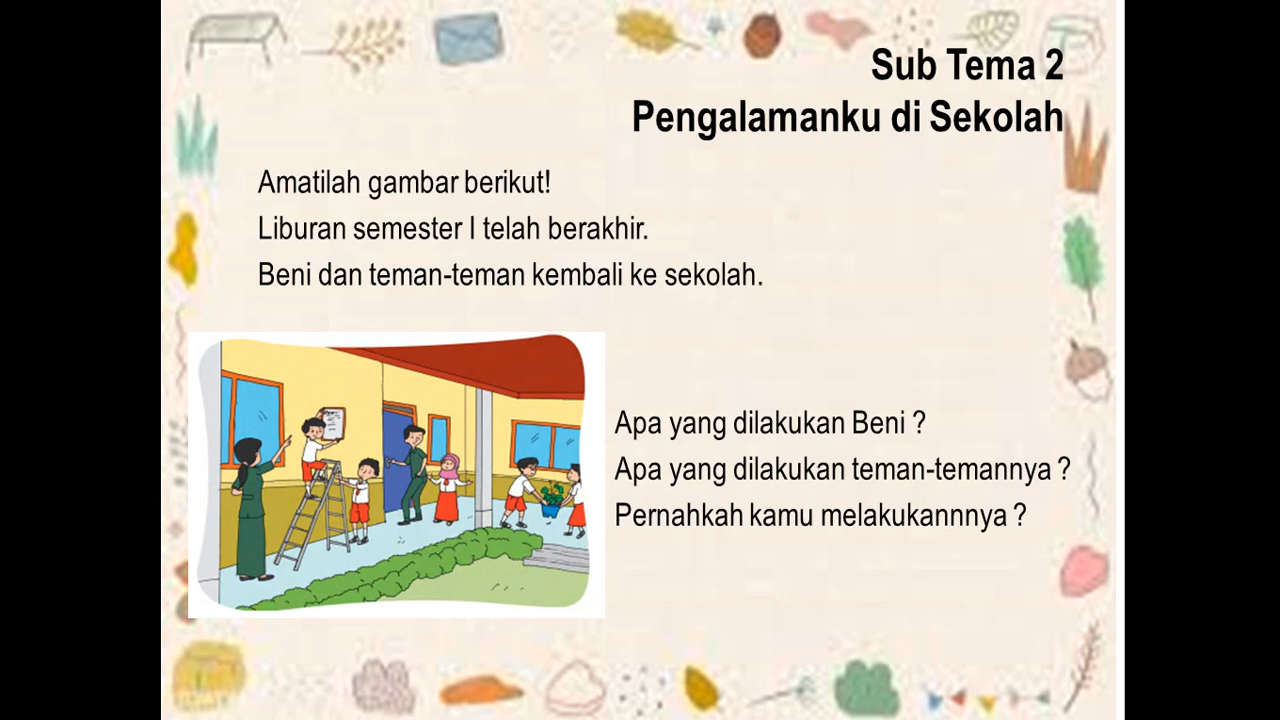 Sub Tema 2
Pengalamanku di Sekolah
Amatilah gambar berikut!
Liburan semester I telah berakhir.
Beni dan teman-teman kembali ke sekolah.
Apa yang dilakukan Beni ?
Apa yang dilakukan teman-temannya ?
Pernahkah kamu melakukannnya ?